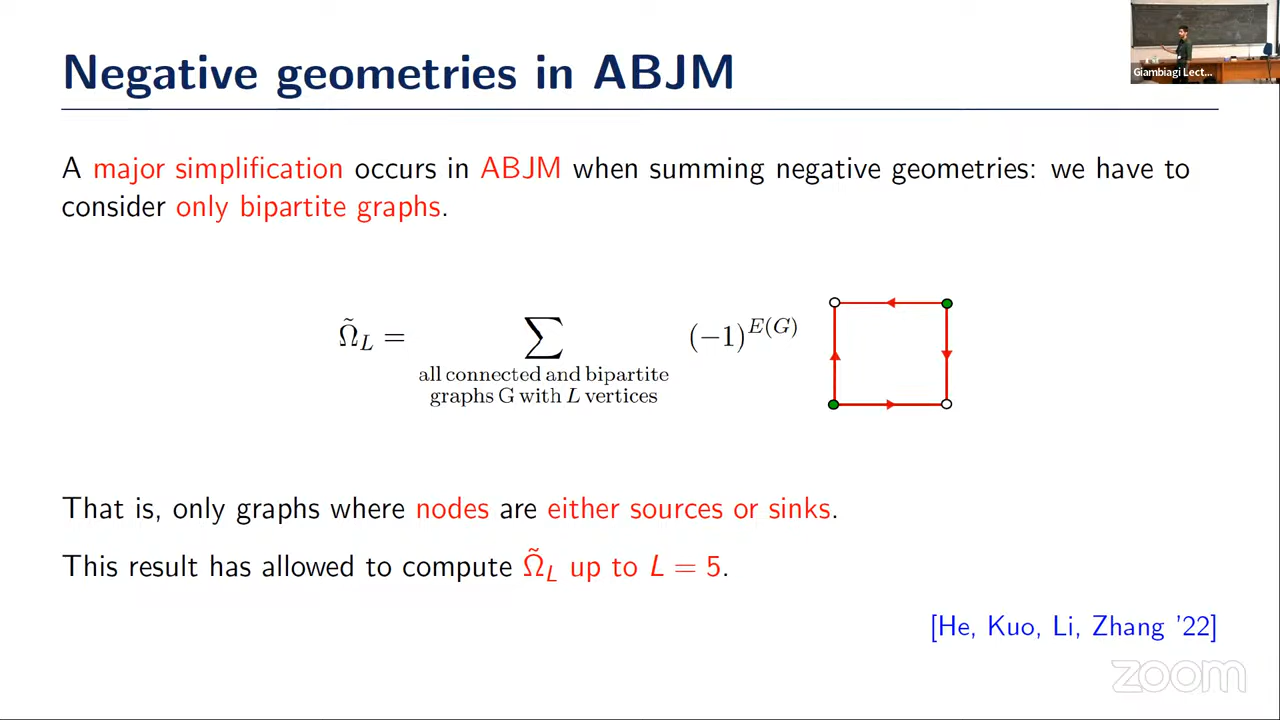 Negative geometries in ABJM
Giambiagi Lect...
A major simplification occurs in ABJM when summing negative geometries: we have to
consider only bipartite graphs.
Ω̃_L = ∑ (−1)^{E(G)}
all connected and bipartite
graphs G with L vertices
That is, only graphs where nodes are either sources or sinks.
This result has allowed to compute Ω̃_L up to L = 5.
[He, Kuo, Li, Zhang ’22]
zoom